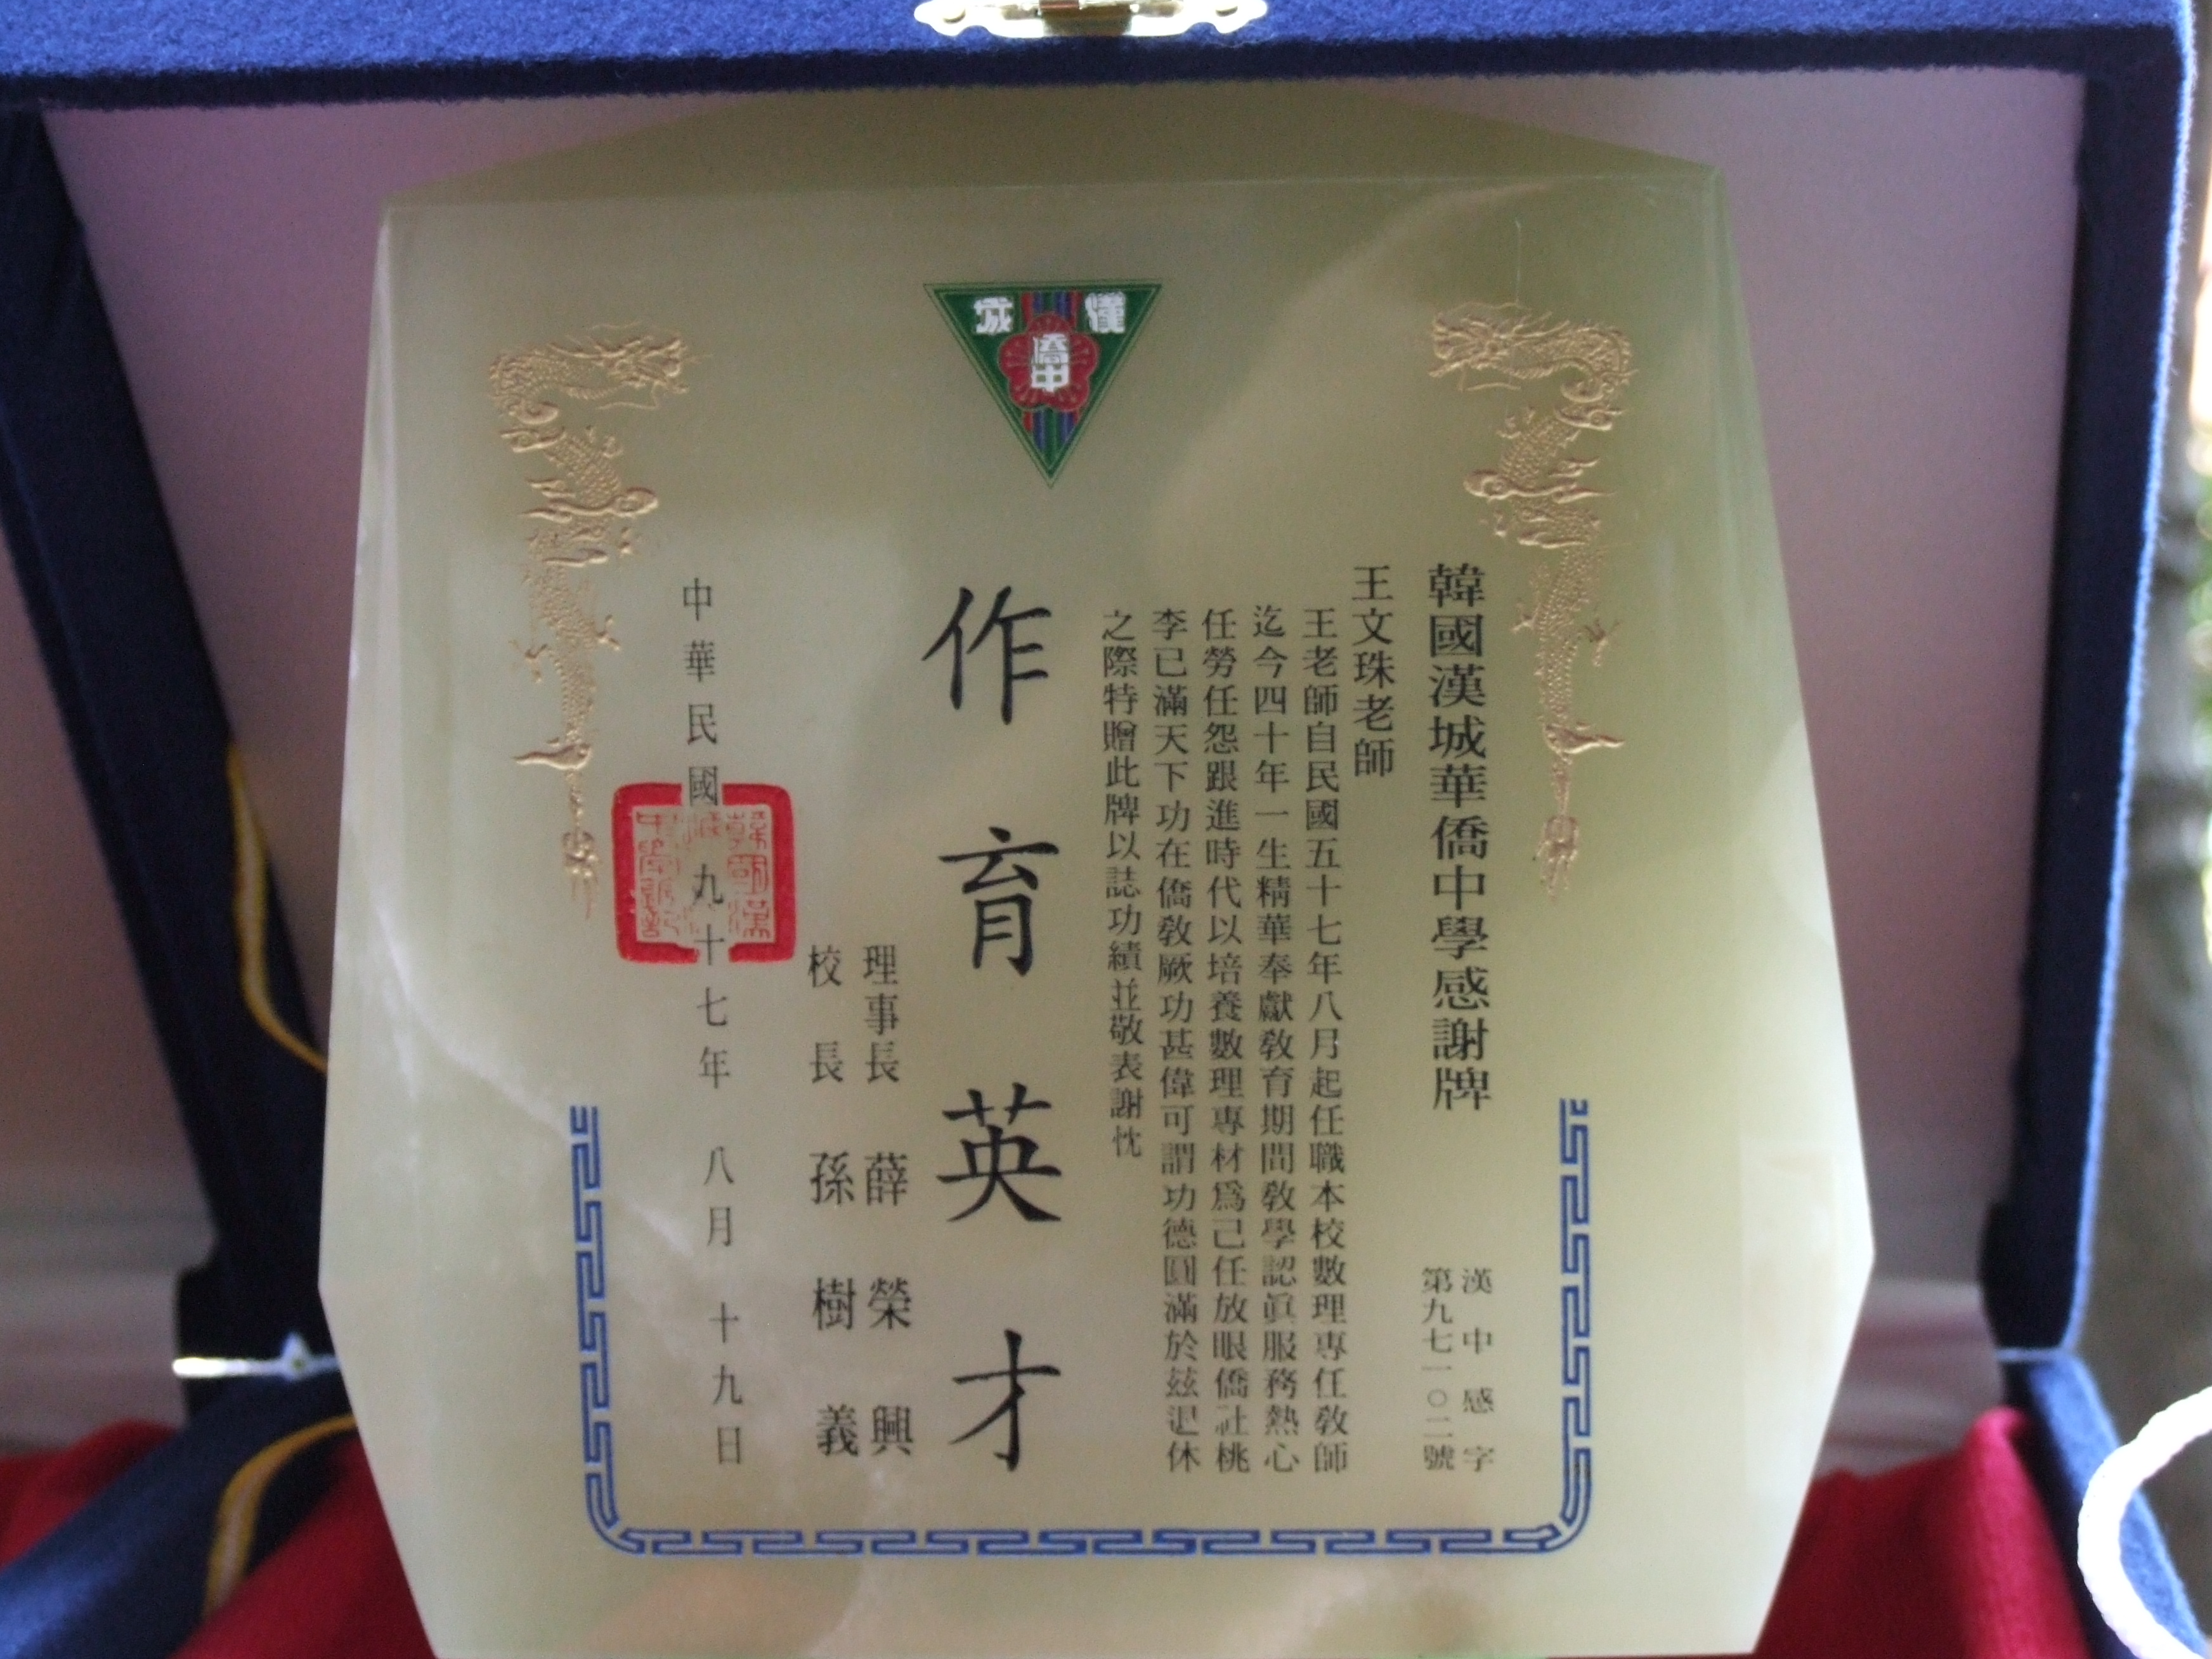 漢城
僑中
韓國漢城華僑中學感謝牌
漢中感字
第九七一〇二號
王文珠老師
王老師自民國五十七年八月起任職本校數理專任教師
迄今四十年一生精華奉獻教育期間教學認眞服務熱心
任勞任怨跟進時代以培養數理專材爲己任放眼僑社桃
李已滿天下功在僑教厥功甚偉可謂功德圓滿於茲退休
之際特贈此牌以誌功績並敬表謝忱
作育英才
理事長 薛榮興
校長 孫樹義
中華民國九十七年八月十九日